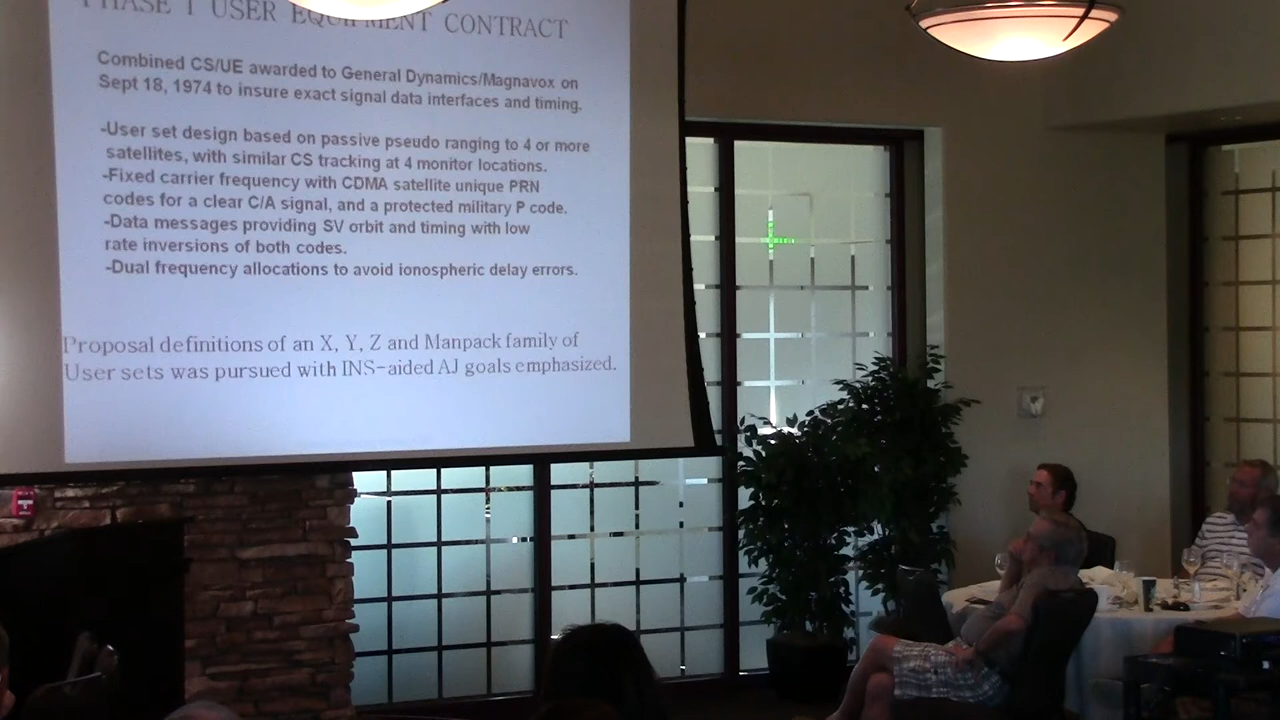 PHASE 1 USER EQUIPMENT CONTRACT
Combined CS/UE awarded to General Dynamics/Magnavox on
Sept 18, 1974 to insure exact signal data interfaces and timing.
-User set design based on passive pseudo ranging to 4 or more
satellites, with similar CS tracking at 4 monitor locations.
-Fixed carrier frequency with CDMA satellite unique PRN
codes for a clear C/A signal, and a protected military P code.
-Data messages providing SV orbit and timing with low
rate inversions of both codes.
-Dual frequency allocations to avoid ionospheric delay errors.
Proposal definitions of an X, Y, Z and Manpack family of
User sets was pursued with INS-aided AJ goals emphasized.